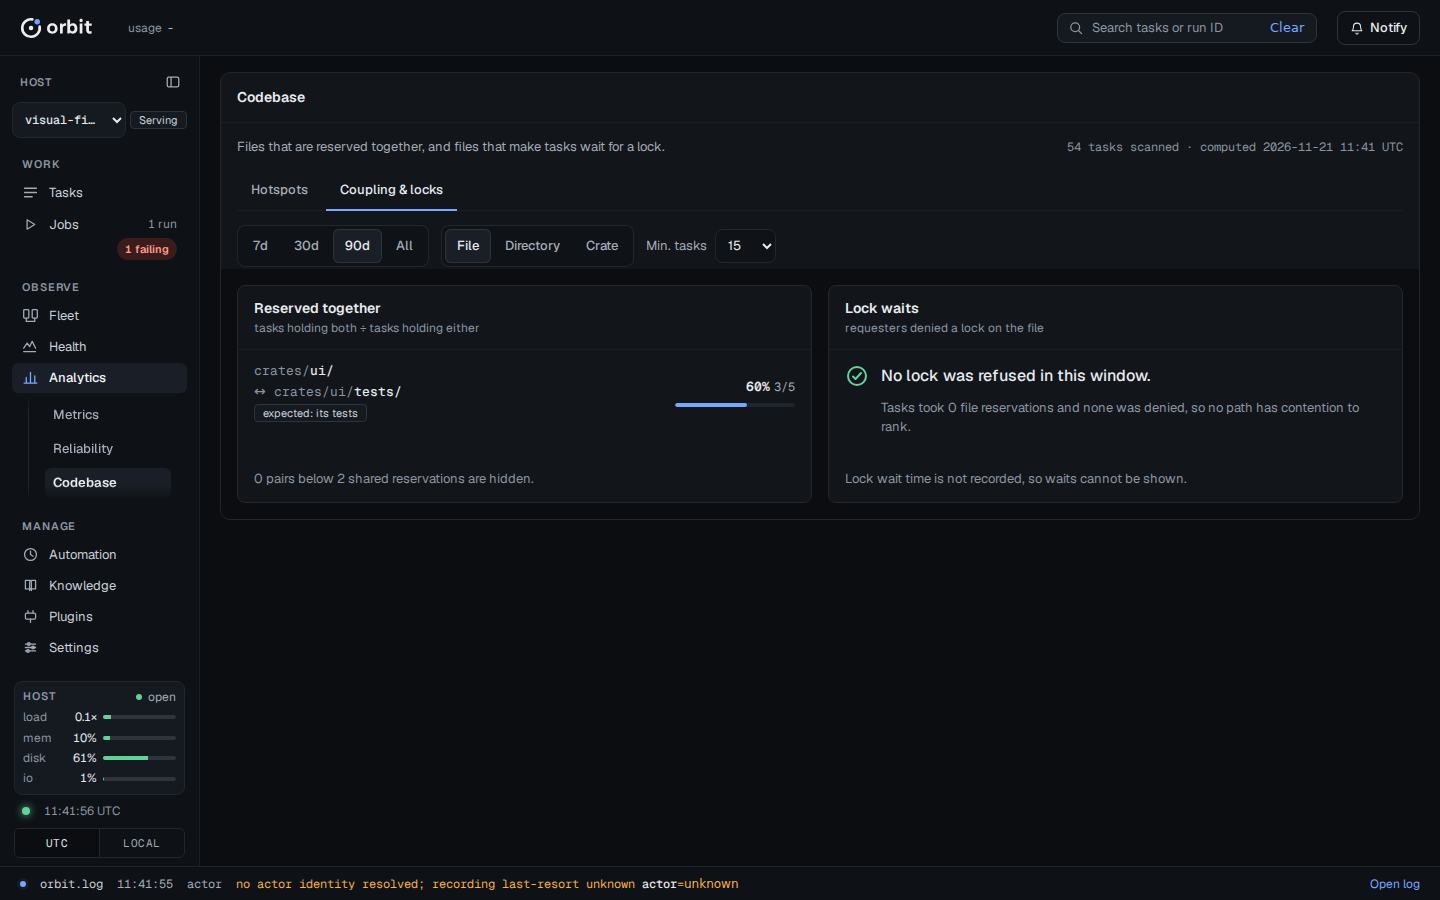 orbit
usage -
Search tasks or run ID
Clear
Notify
HOST
visual-fi…
Serving
WORK
Tasks
Jobs
1 run
1 failing
OBSERVE
Fleet
Health
Analytics
Metrics
Reliability
Codebase
MANAGE
Automation
Knowledge
Plugins
Settings
HOST
open
load 0.1×
mem 10%
disk 61%
io 1%
11:41:56 UTC
UTC
LOCAL
Codebase
Files that are reserved together, and files that make tasks wait for a lock.
54 tasks scanned · computed 2026-11-21 11:41 UTC
Hotspots
Coupling & locks
7d 30d 90d All
File Directory Crate
Min. tasks 15
Reserved together
tasks holding both ÷ tasks holding either
crates/ui/
↔ crates/ui/tests/
expected: its tests
60% 3/5
0 pairs below 2 shared reservations are hidden.
Lock waits
requesters denied a lock on the file
No lock was refused in this window.
Tasks took 0 file reservations and none was denied, so no path has contention to
rank.
Lock wait time is not recorded, so waits cannot be shown.
orbit.log 11:41:55 actor no actor identity resolved; recording last-resort unknown actor=unknown
Open log